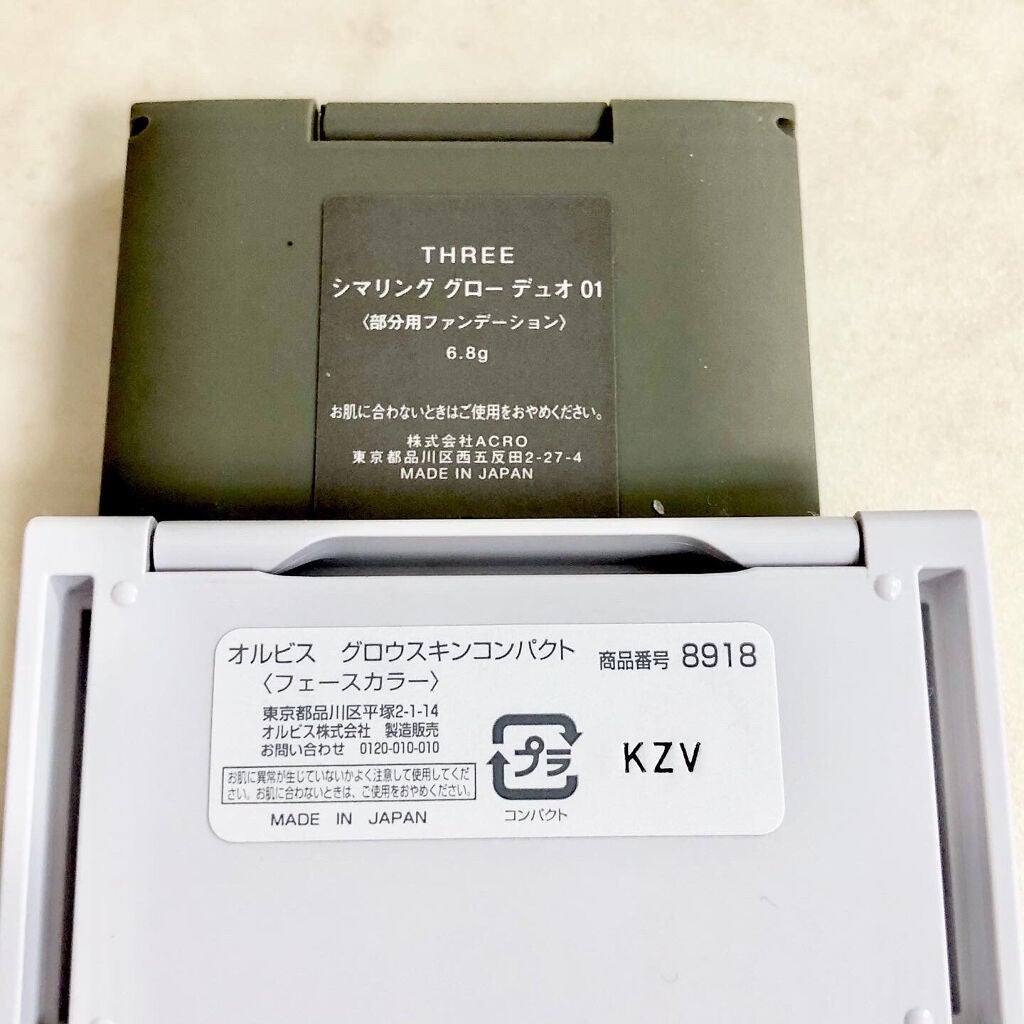 THREE
シマリング グロー デュオ 01
〈部分用ファンデーション〉
6.8g
お肌に合わないときはご使用をおやめください。
株式会社ACRO
東京都品川区西五反田2-27-4
MADE IN JAPAN
オルビス グロウスキンコンパクト 商品番号 8918
〈フェースカラー〉
東京都品川区平塚2-1-14
オルビス株式会社 製造販売
お問い合わせ 0120-010-010
お肌に異常が生じていないかよく注意して使用してくだ
さい。お肌に合わないときは、ご使用をおやめください。
MADE IN JAPAN
プラ
コンパクト
KZV